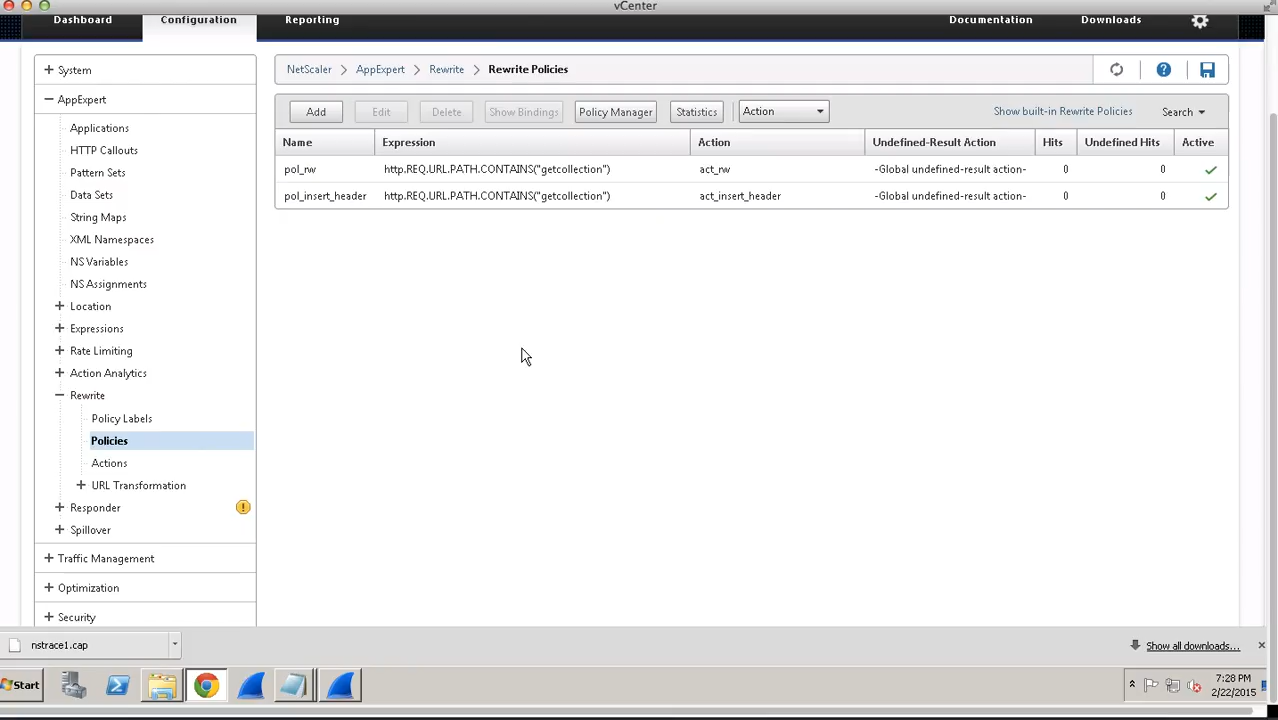 vCenter
Dashboard
Configuration
Reporting
Documentation
Downloads
System
AppExpert
Applications
HTTP Callouts
Pattern Sets
Data Sets
String Maps
XML Namespaces
NS Variables
NS Assignments
Location
Expressions
Rate Limiting
Action Analytics
Rewrite
Policy Labels
Policies
Actions
URL Transformation
Responder
Spillover
Traffic Management
Optimization
Security
NetScaler > AppExpert > Rewrite > Rewrite Policies
Add Edit Delete Show Bindings Policy Manager Statistics Action Show built-in Rewrite Policies Search
Name Expression Action Undefined-Result Action Hits Undefined Hits Active
pol_rw http.REQ.URL.PATH.CONTAINS("getcollection") act_rw -Global undefined-result action- 0 0
pol_insert_header http.REQ.URL.PATH.CONTAINS("getcollection") act_insert_header -Global undefined-result action- 0 0
nstrace1.cap
Show all downloads...
Start
7:28 PM
2/22/2015